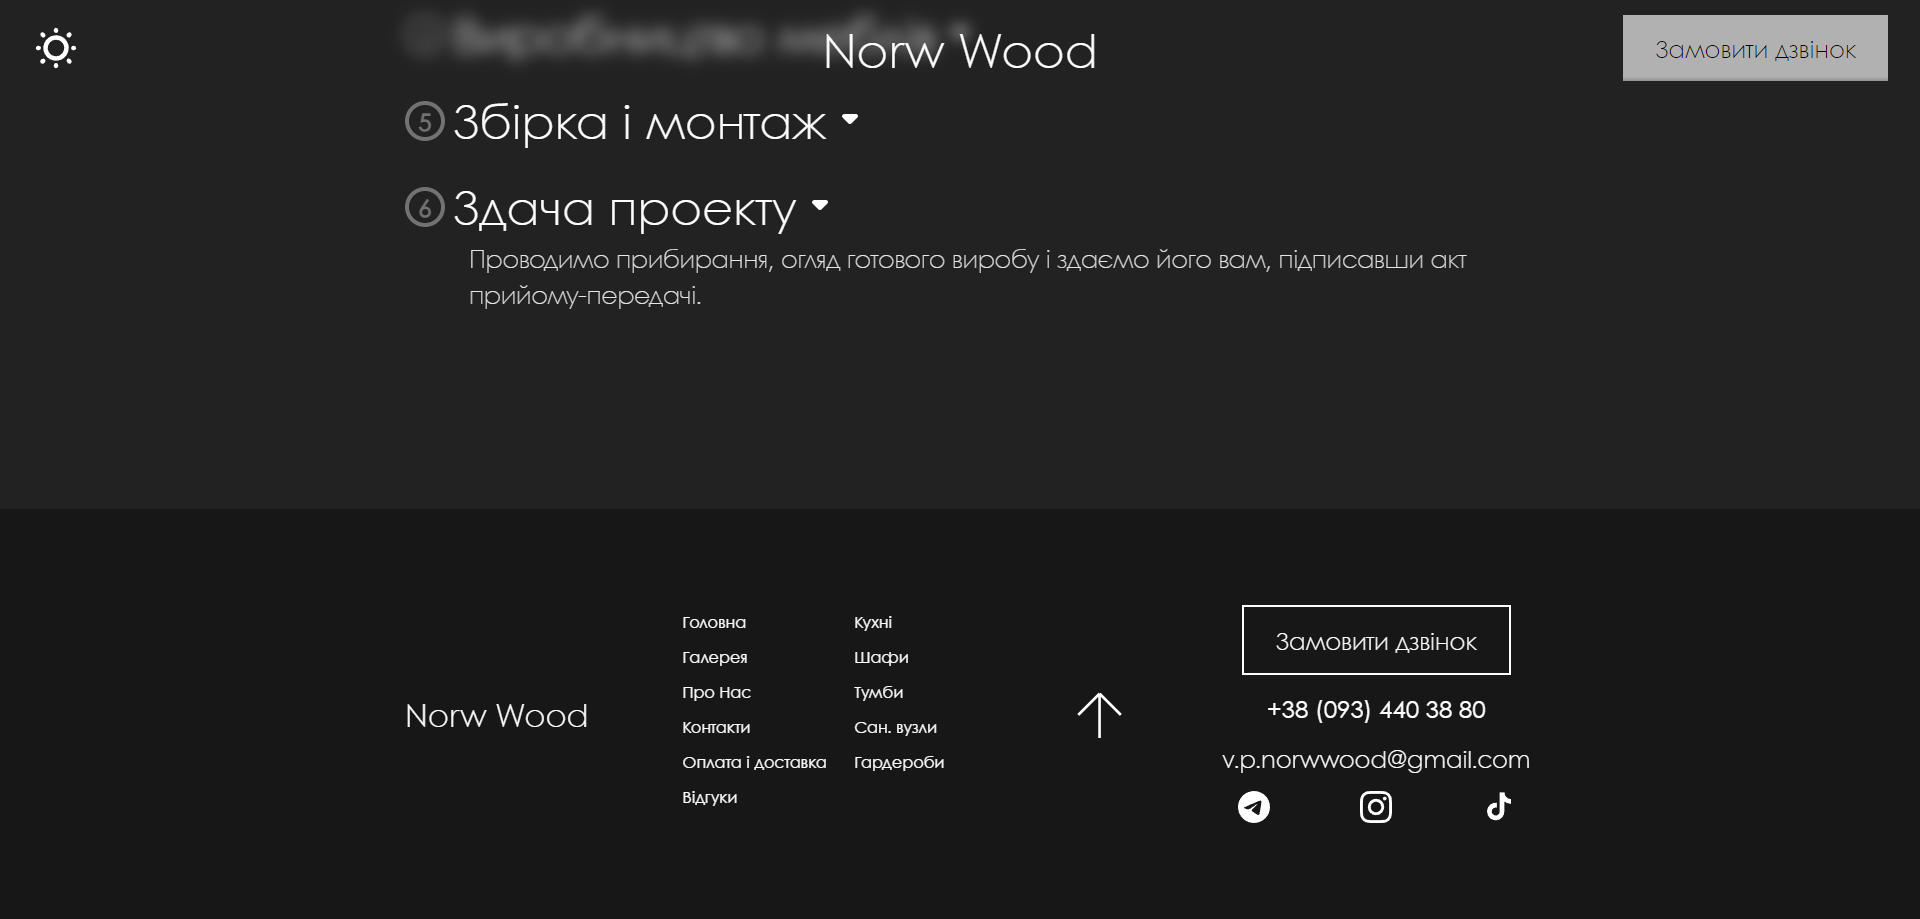 Norw Wood
Замовити дзвінок
5 Збірка і монтаж
6 Здача проекту
Проводимо прибирання, огляд готового виробу і здаємо його вам, підписавши акт
прийому-передачі.
Norw Wood
Головна
Галерея
Про Нас
Контакти
Оплата і доставка
Відгуки
Кухні
Шафи
Тумби
Сан. вузли
Гардероби
Замовити дзвінок
+38 (093) 440 38 80
v.p.norwwood@gmail.com